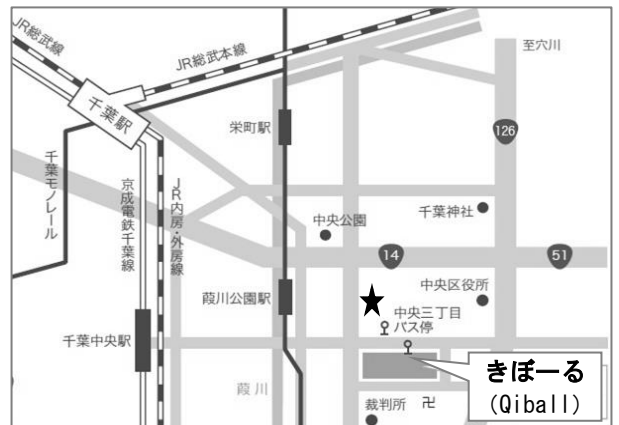 JR総武線
JR総武本線
至穴川
千葉駅
栄町駅
126
千葉モノレール
京成電鉄千葉線
JR内房・外房線
中央公園
千葉神社
14
51
葭川公園駅
中央区役所
中央三丁目
バス停
千葉中央駅
葭川
裁判所
卍
きぼーる
(Qiball)